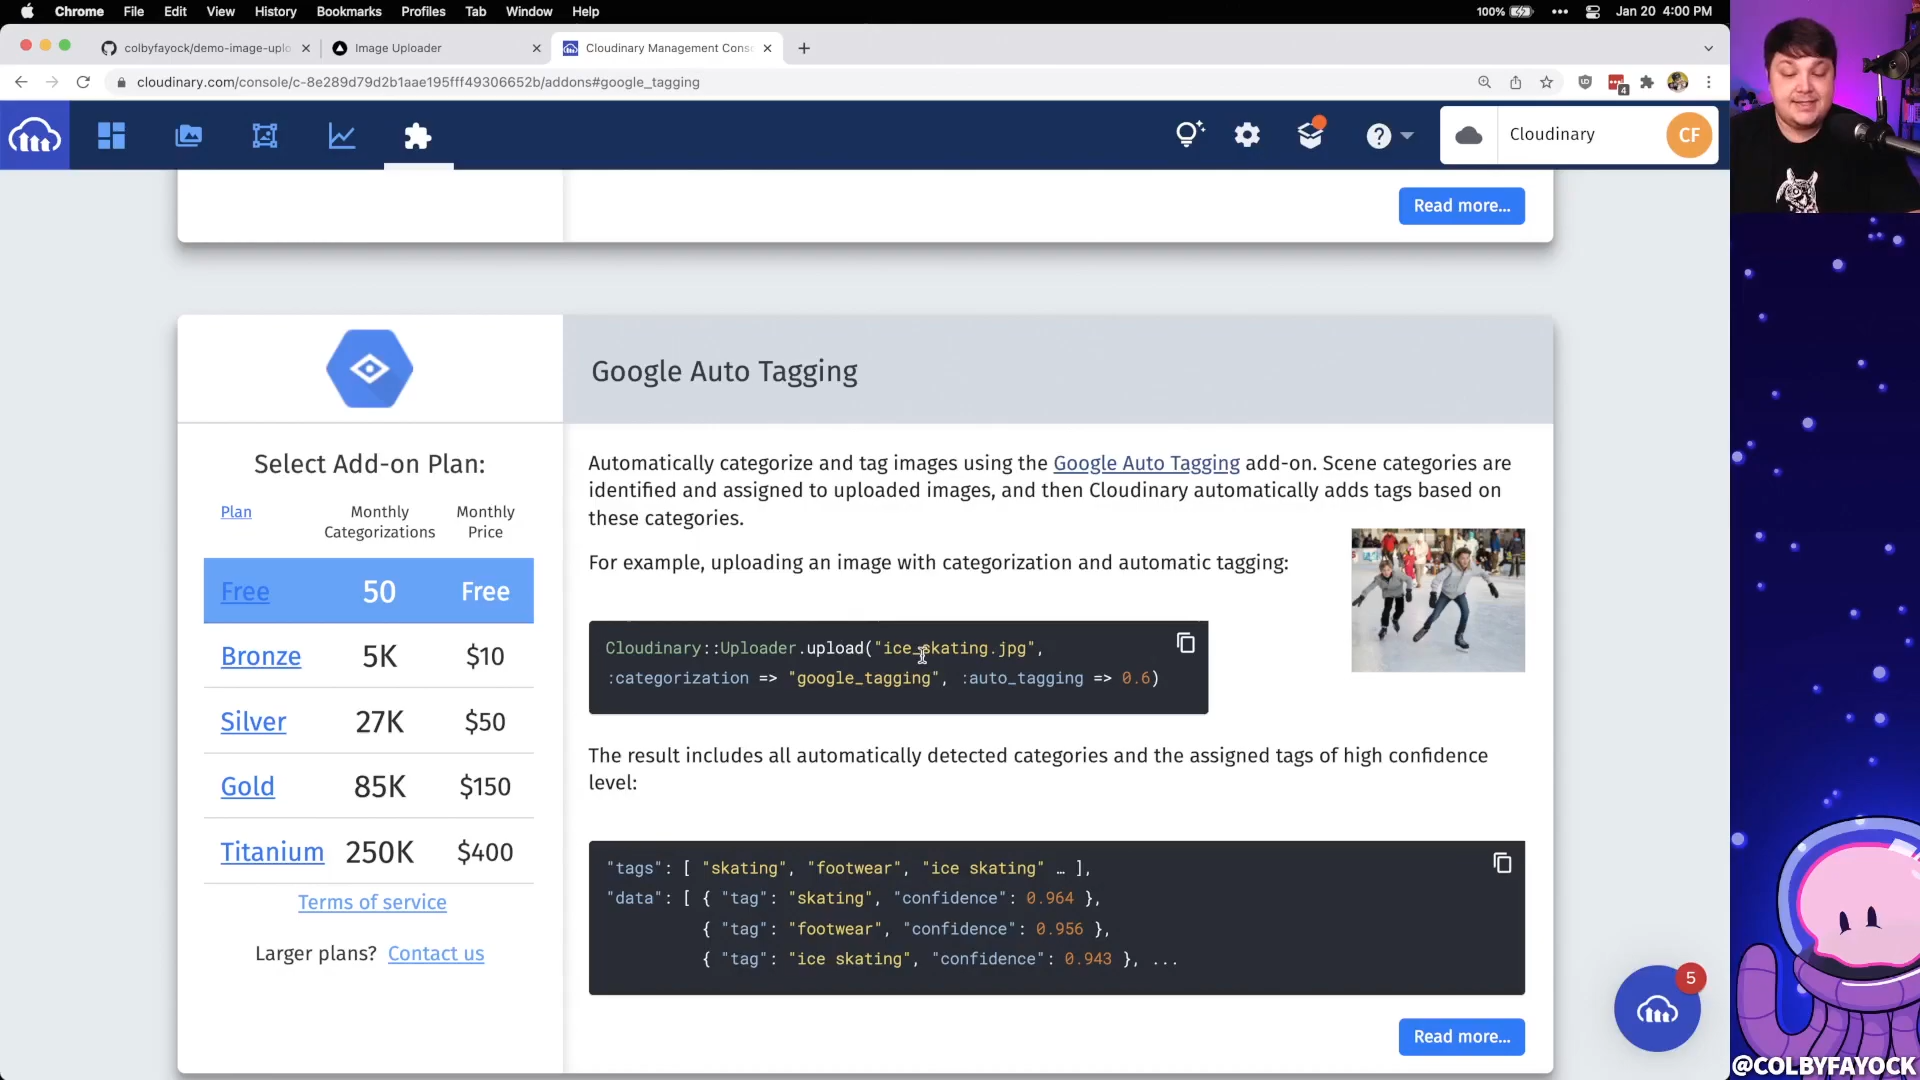 Chrome File Edit View History Bookmarks Profiles Tab Window Help 100% Jan 20 4:00 PM
colbyfayock/demo-image-uplo Image Uploader Cloudinary Management Cons
cloudinary.com/console/c-8e289d79d2b1aae195fff49306652b/addons#google_tagging 4
Cloudinary CF
Read more...
Google Auto Tagging
Select Add-on Plan:
Plan Monthly Categorizations Monthly Price
Free 50 Free
Bronze 5K $10
Silver 27K $50
Gold 85K $150
Titanium 250K $400
Terms of service
Larger plans? Contact us
Automatically categorize and tag images using the Google Auto Tagging add-on. Scene categories are
identified and assigned to uploaded images, and then Cloudinary automatically adds tags based on
these categories.
For example, uploading an image with categorization and automatic tagging:
Cloudinary::Uploader.upload("ice_skating.jpg",
:categorization => "google_tagging", :auto_tagging => 0.6)
The result includes all automatically detected categories and the assigned tags of high confidence
level:
"tags": [ "skating", "footwear", "ice skating" … ],
"data": [ { "tag": "skating", "confidence": 0.964 },
{ "tag": "footwear", "confidence": 0.956 },
{ "tag": "ice skating", "confidence": 0.943 }, ...
Read more...
5
@COLBYFAYOCK